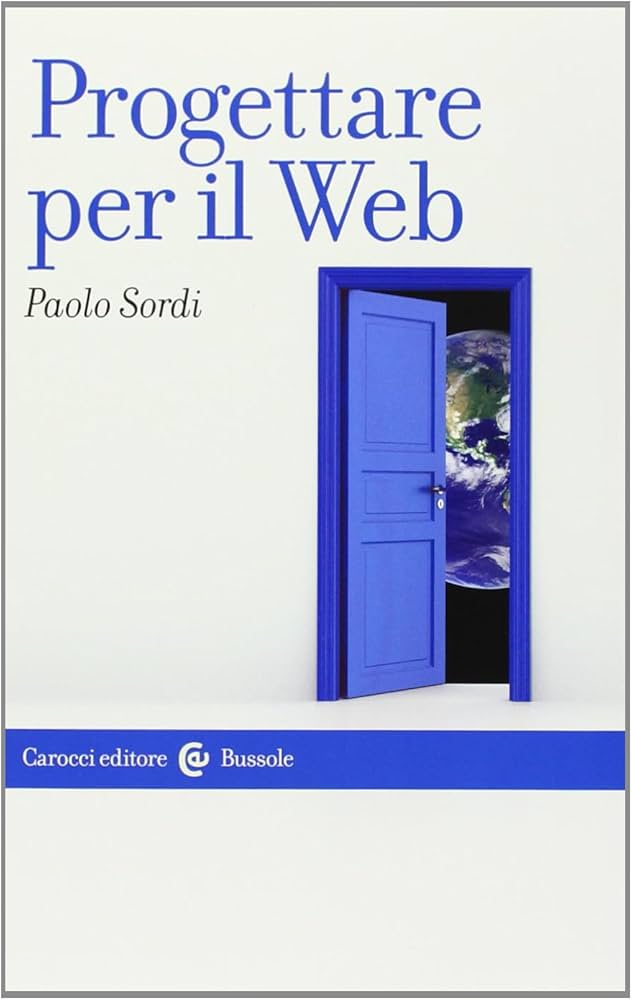 Progettare
per il Web
Paolo Sordi
Carocci editore Bussole